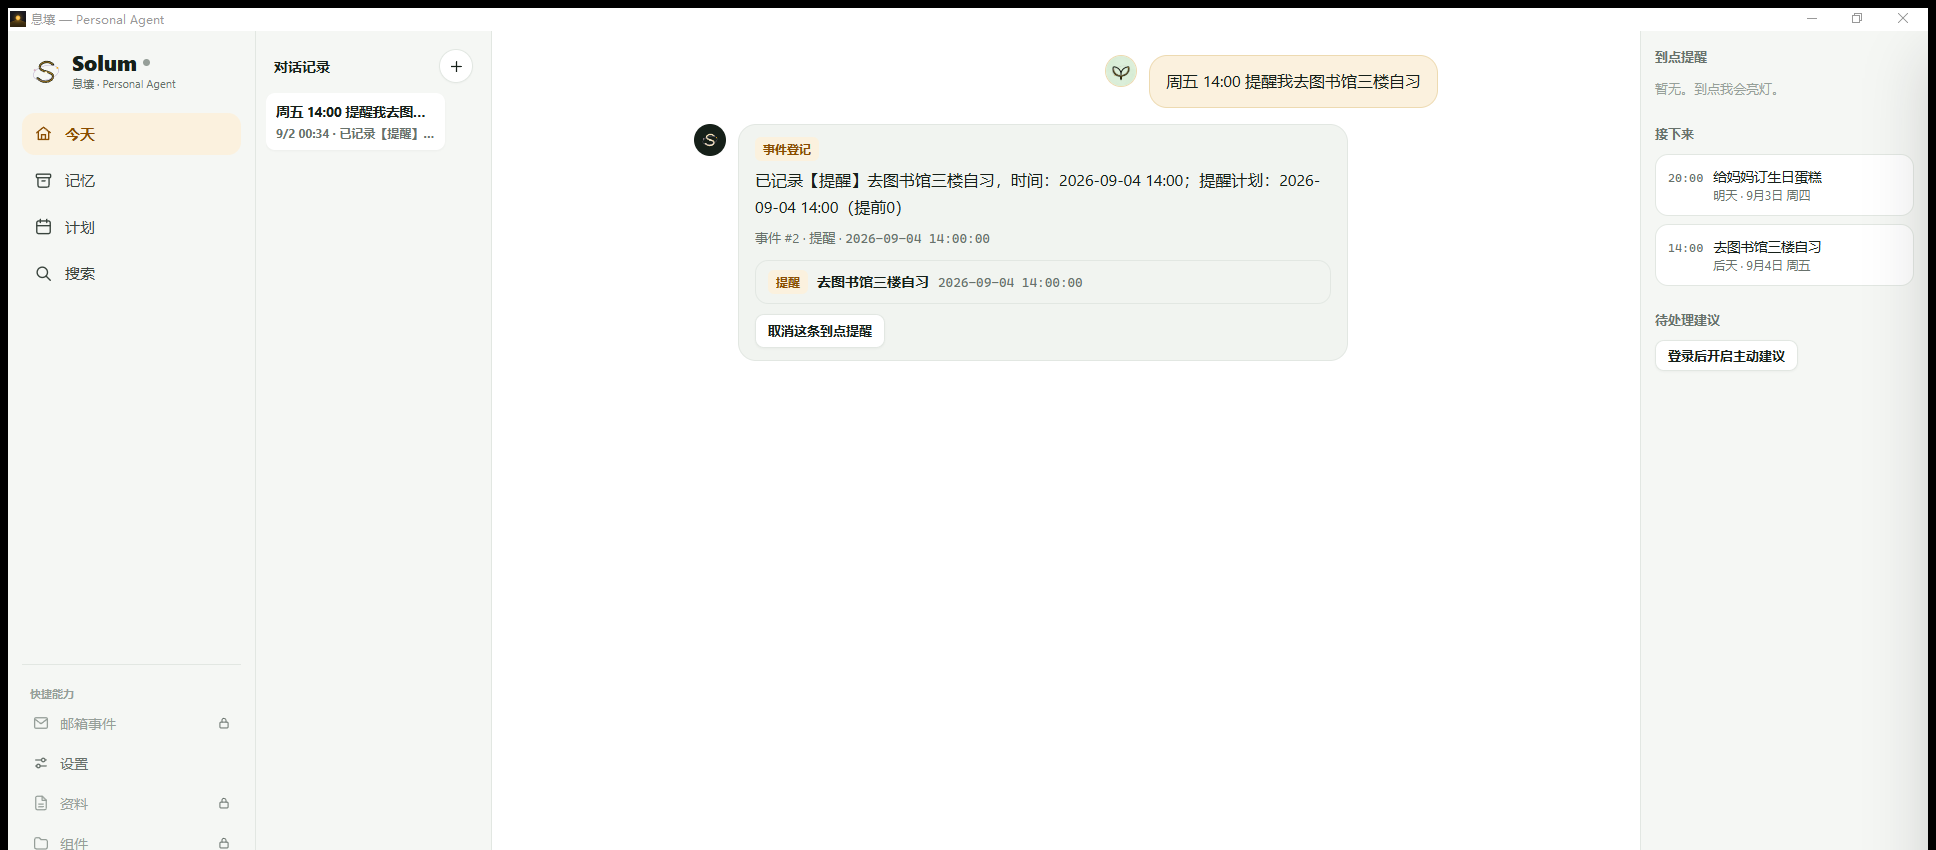 息壤 — Personal Agent
Solum
息壤 · Personal Agent
今天
记忆
计划
搜索
快捷能力
邮箱事件
设置
资料
组件
对话记录
周五 14:00 提醒我去图...
9/2 00:34 · 已记录【提醒】...
周五 14:00 提醒我去图书馆三楼自习
事件登记
已记录【提醒】去图书馆三楼自习，时间：2026-09-04 14:00；提醒计划：2026-
09-04 14:00（提前0）
事件 #2 · 提醒 · 2026-09-04 14:00:00
提醒 去图书馆三楼自习 2026-09-04 14:00:00
取消这条到点提醒
到点提醒
暂无。到点我会亮灯。
接下来
20:00 给妈妈订生日蛋糕
明天 · 9月3日 周四
14:00 去图书馆三楼自习
后天 · 9月4日 周五
待处理建议
登录后开启主动建议